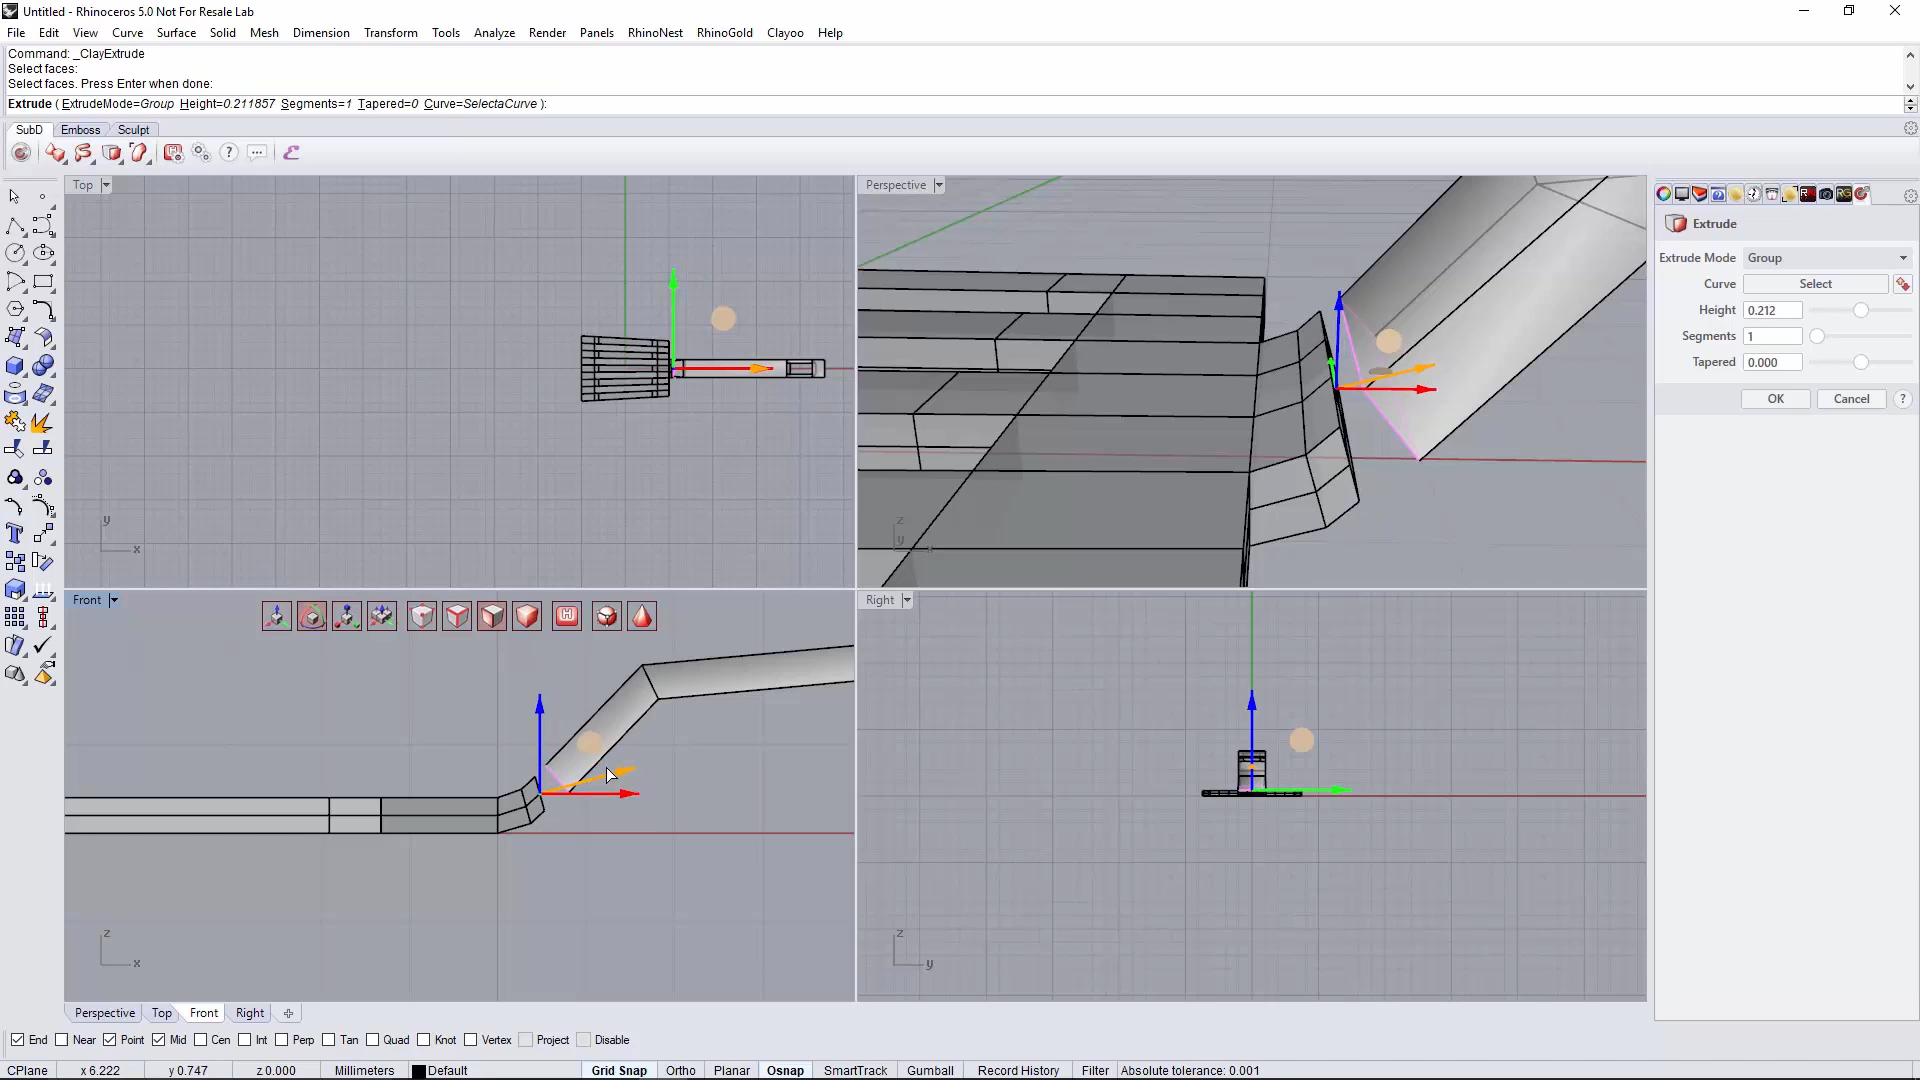 Untitled - Rhinoceros 5.0 Not For Resale Lab
File Edit View Curve Surface Solid Mesh Dimension Transform Tools Analyze Render Panels RhinoNest RhinoGold Clayoo Help
Command: _ClayExtrude
Select faces:
Select faces. Press Enter when done:
Extrude ( ExtrudeMode=Group Height=0.211857 Segments=1 Tapered=0 Curve=SelectaCurve ):
SubD Emboss Sculpt
Top
Perspective
Extrude
Extrude Mode Group
Curve Select
Height 0.212
Segments 1
Tapered 0.000
OK Cancel ?
y
x
z
y
x
Front
Right
z
x
z
y
Perspective Top Front Right
End Near Point Mid Cen Int Perp Tan Quad Knot Vertex Project Disable
CPlane x 6.222 y 0.747 z 0.000 Millimeters Default Grid Snap Ortho Planar Osnap SmartTrack Gumball Record History Filter Absolute tolerance: 0.001